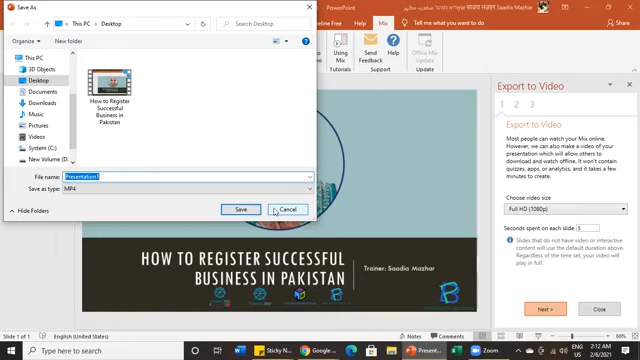 Save As
This PC > Desktop
Search Desktop
Organize
New folder
This PC
3D Objects
Desktop
Documents
Downloads
Music
Pictures
Videos
System (C:)
New Volume (D:
How to Register
Successful
Business in
Pakistan
File name: Presentation1
Save as type: MP4
Hide Folders
Save
Cancel
PowerPoint
Saadia Mazhar
line Free
Help
Mix
Tell me what you want to do
Share
Using
Mix
Send
Feedback
Help
Office Mix
Update
Tutorials
Support
Update
HOW TO REGISTER SUCCESSFUL
BUSINESS IN PAKISTAN
Trainer: Saadia Mazhar
Export to Video
1 2 3
Export to Video
Most people can watch your Mix online.
However, we can also make a video of your
presentation which will allow others to
download and watch offline. It won't contain
quizzes, apps, or analytics, and it takes a
few minutes to create.
Choose video size
Full HD (1080p)
Seconds spent on each slide 5
Slides that do not have video or interactive
content will use the default duration above.
Regardless of the time set, your video will
play in full.
Next >
Close
Slide 1 of 1
English (United States)
Notes
Comments
66%
Type here to search
Sticky N...
Google ...
Present...
Zoom
ENG
US
2:12 AM
2/6/2021